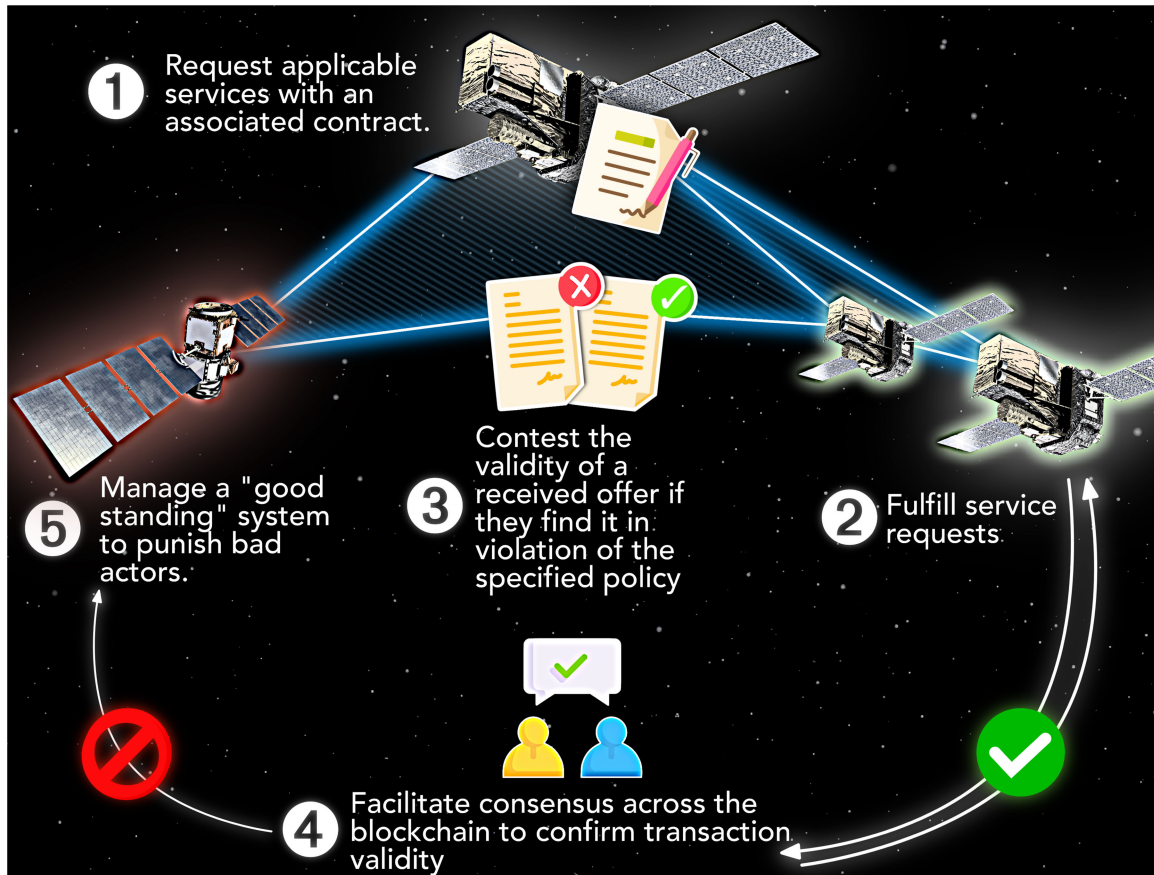 1
Request applicable
services with an
associated contract.
5
Manage a "good
standing" system
to punish bad
actors.
3
Contest the
validity of a
received offer if
they find it in
violation of the
specified policy
2
Fulfill service
requests
4
Facilitate consensus across the
blockchain to confirm transaction
validity